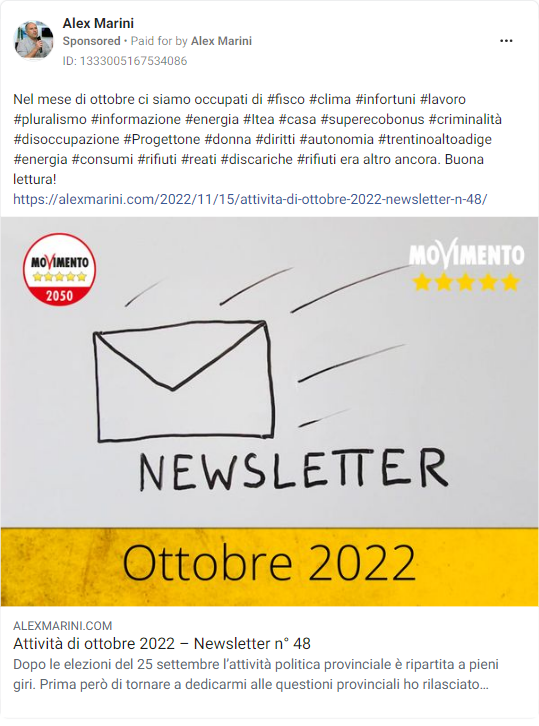 Alex Marini
Sponsored • Paid for by Alex Marini
ID: 1333005167534086
Nel mese di ottobre ci siamo occupati di #fisco #clima #infortuni #lavoro
#pluralismo #informazione #energia #Itea #casa #superecobonus #criminalità
#disoccupazione #Progettone #donna #diritti #autonomia #trentinoaltoadige
#energia #consumi #rifiuti #reati #discariche #rifiuti era altro ancora. Buona
lettura!
https://alexmarini.com/2022/11/15/attivita-di-ottobre-2022-newsletter-n-48/
MOVIMENTO
2050
MOVIMENTO
NEWSLETTER
Ottobre 2022
ALEXMARINI.COM
Attività di ottobre 2022 – Newsletter n° 48
Dopo le elezioni del 25 settembre l’attività politica provinciale è ripartita a pieni
giri. Prima però di tornare a dedicarmi alle questioni provinciali ho rilasciato…